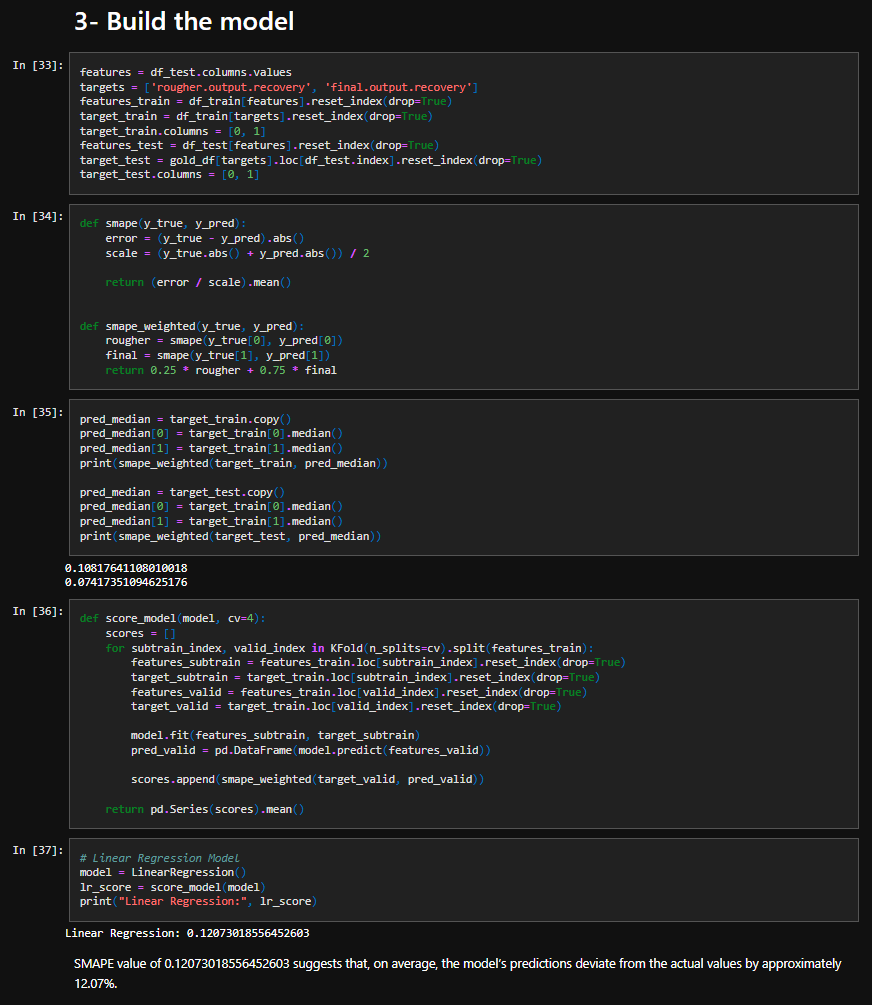 3- Build the model
In [33]:
features = df_test.columns.values
targets = ['rougher.output.recovery', 'final.output.recovery']
features_train = df_train[features].reset_index(drop=True)
target_train = df_train[targets].reset_index(drop=True)
target_train.columns = [0, 1]
features_test = df_test[features].reset_index(drop=True)
target_test = gold_df[targets].loc[df_test.index].reset_index(drop=True)
target_test.columns = [0, 1]
In [34]:
def smape(y_true, y_pred):
    error = (y_true - y_pred).abs()
    scale = (y_true.abs() + y_pred.abs()) / 2
    return (error / scale).mean()
def smape_weighted(y_true, y_pred):
    rougher = smape(y_true[0], y_pred[0])
    final = smape(y_true[1], y_pred[1])
    return 0.25 * rougher + 0.75 * final
In [35]:
pred_median = target_train.copy()
pred_median[0] = target_train[0].median()
pred_median[1] = target_train[1].median()
print(smape_weighted(target_train, pred_median))
pred_median = target_test.copy()
pred_median[0] = target_train[0].median()
pred_median[1] = target_train[1].median()
print(smape_weighted(target_test, pred_median))
0.10817641108010018
0.07417351094625176
In [36]:
def score_model(model, cv=4):
    scores = []
    for subtrain_index, valid_index in KFold(n_splits=cv).split(features_train):
        features_subtrain = features_train.loc[subtrain_index].reset_index(drop=True)
        target_subtrain = target_train.loc[subtrain_index].reset_index(drop=True)
        features_valid = features_train.loc[valid_index].reset_index(drop=True)
        target_valid = target_train.loc[valid_index].reset_index(drop=True)
        model.fit(features_subtrain, target_subtrain)
        pred_valid = pd.DataFrame(model.predict(features_valid))
        scores.append(smape_weighted(target_valid, pred_valid))
    return pd.Series(scores).mean()
In [37]:
# Linear Regression Model
model = LinearRegression()
lr_score = score_model(model)
print("Linear Regression:", lr_score)
Linear Regression: 0.12073018556452603
SMAPE value of 0.12073018556452603 suggests that, on average, the model's predictions deviate from the actual values by approximately
12.07%.